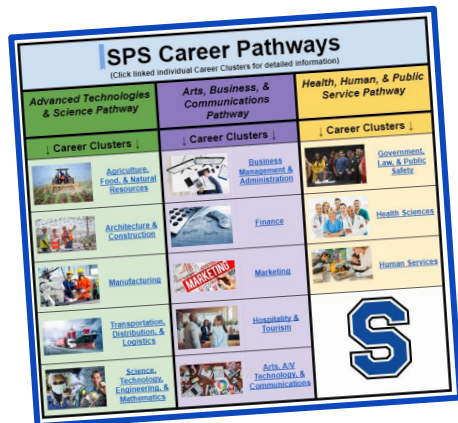 SPS Career Pathways
(Click linked individual Career Clusters for detailed information)
Advanced Technologies
& Science Pathway
Arts, Business, &
Communications
Pathway
Health, Human, & Public
Service Pathway
↓ Career Clusters ↓
↓ Career Clusters ↓
↓ Career Clusters ↓
Agriculture,
Food, & Natural
Resources
Business
Management &
Administration
Government,
Law, & Public
Safety
Architecture &
Construction
Finance
Health Sciences
Manufacturing
MARKETING
Marketing
Human Services
Transportation,
Distribution, &
Logistics
Hospitality &
Tourism
S
Science,
Technology,
Engineering, &
Mathematics
Arts, A/V
Technology, &
Communications